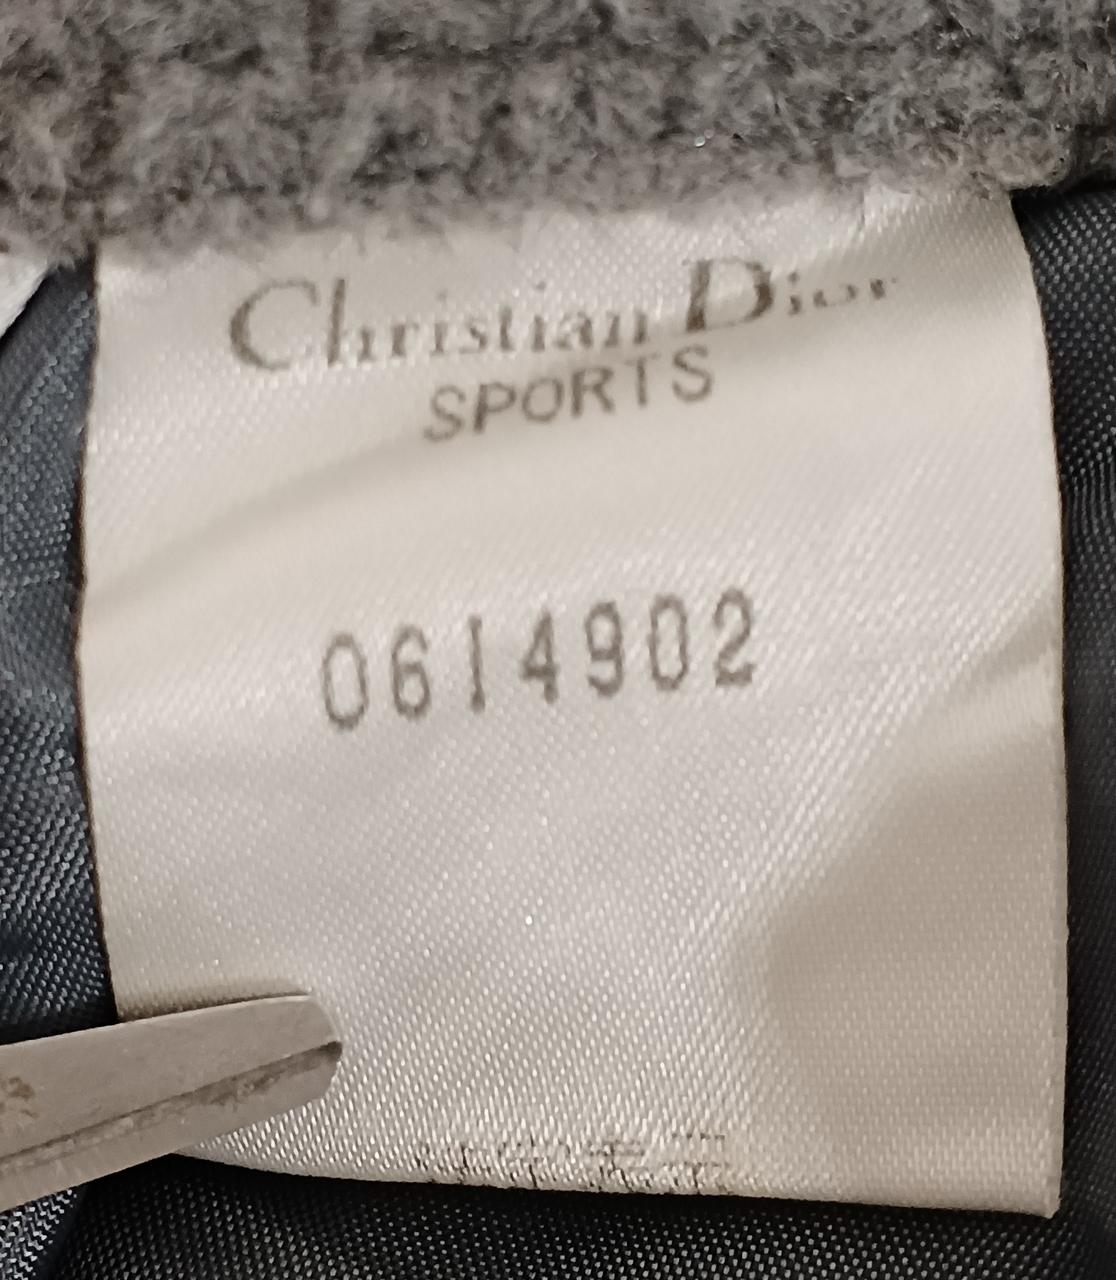 Christian Dior
SPORTS
0614902